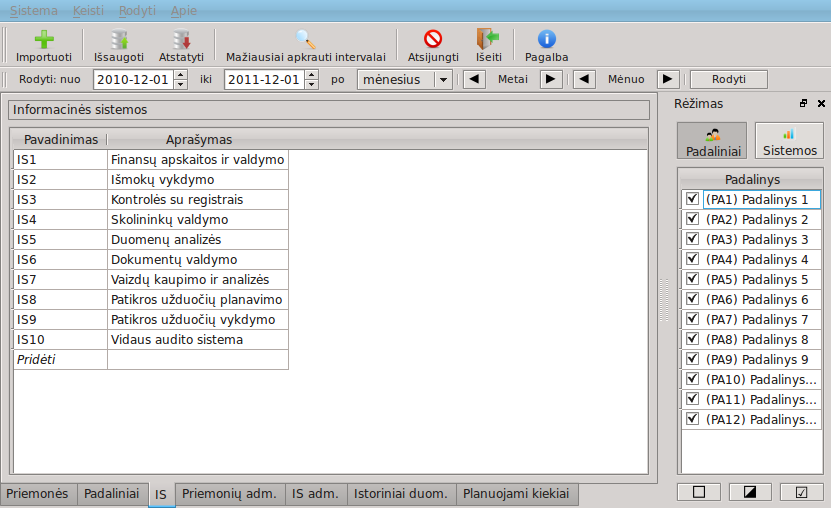 Sistema Keisti Rodyti Apie
Importuoti Išsaugoti Atstatyti Mažiausiai apkrauti intervalai Atsijungti Išeiti Pagalba
Rodyti: nuo 2010-12-01 iki 2011-12-01 po mėnesius Metai Mėnuo Rodyti
Informacinės sistemos
Pavadinimas Aprašymas
IS1 Finansų apskaitos ir valdymo
IS2 Išmokų vykdymo
IS3 Kontrolės su registrais
IS4 Skolininkų valdymo
IS5 Duomenų analizės
IS6 Dokumentų valdymo
IS7 Vaizdų kaupimo ir analizės
IS8 Patikros užduočių planavimo
IS9 Patikros užduočių vykdymo
IS10 Vidaus audito sistema
Pridėti
Rėžimas
Padaliniai Sistemos
Padalinys
(PA1) Padalinys 1
(PA2) Padalinys 2
(PA3) Padalinys 3
(PA4) Padalinys 4
(PA5) Padalinys 5
(PA6) Padalinys 6
(PA7) Padalinys 7
(PA8) Padalinys 8
(PA9) Padalinys 9
(PA10) Padalinys...
(PA11) Padalinys...
(PA12) Padalinys...
Priemonės Padaliniai IS Priemonių adm. IS adm. Istoriniai duom. Planuojami kiekiai